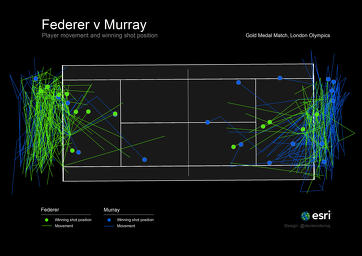 Federer v Murray
Player movement and winning shot position
Gold Medal Match, London Olympics
Federer
Winning shot position
Movement
Murray
Winning shot position
Movement
esri